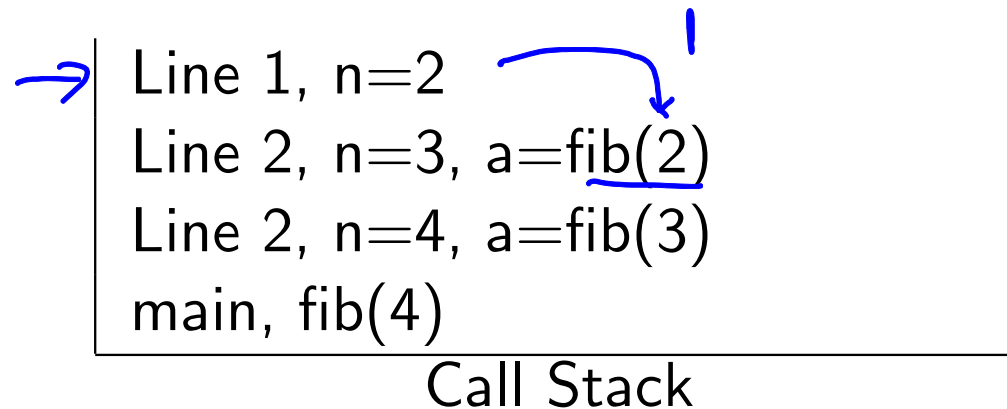 1
Line 1, n=2
Line 2, n=3, a=fib(2)
Line 2, n=4, a=fib(3)
main, fib(4)
Call Stack